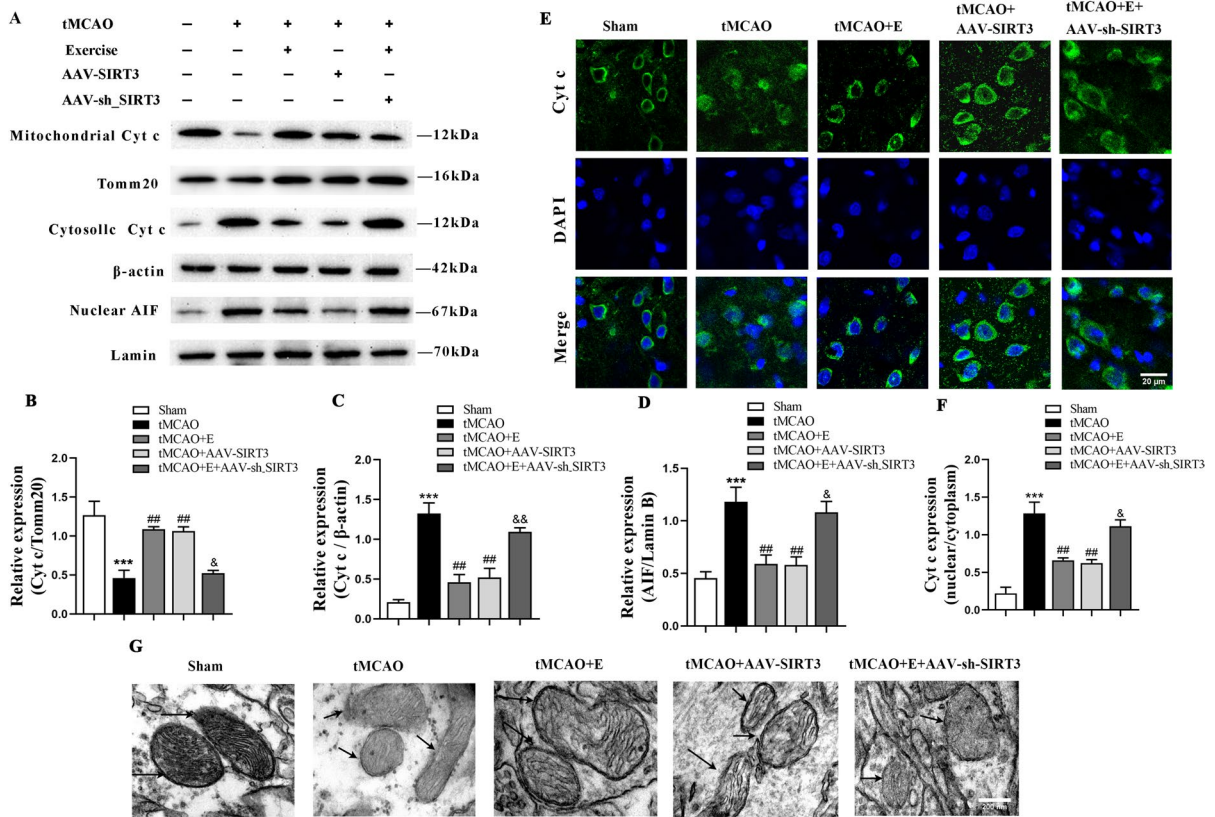 A
tMCAO – + + + +
Exercise – – + – +
AAV-SIRT3 – – – + –
AAV-sh_SIRT3 – – – – +
Mitochondrial Cyt c —12kDa
Tomm20 —16kDa
Cytosollc Cyt c —12kDa
β-actin —42kDa
Nuclear AIF —67kDa
Lamin —70kDa
E
Sham
tMCAO
tMCAO+E
tMCAO+
AAV-SIRT3
tMCAO+E+
AAV-sh-SIRT3
Cyt c
DAPI
Merge
20 μm
B
Sham
tMCAO
tMCAO+E
tMCAO+AAV-SIRT3
tMCAO+E+AAV-sh_SIRT3
Relative expression
(Cyt c/Tomm20)
2.0
1.5
1.0
0.5
0.0
***
##
##
&
C
Sham
tMCAO
tMCAO+E
tMCAO+AAV-SIRT3
tMCAO+E+AAV-sh_SIRT3
Relative expression
(Cyt c / β-actin)
2.0
1.5
1.0
0.5
0.0
***
##
##
&&
D
Sham
tMCAO
tMCAO+E
tMCAO+AAV-SIRT3
tMCAO+E+AAV-sh_SIRT3
Relative expression
(AIF/Lamin B)
1.5
1.0
0.5
0.0
***
##
##
&
F
Sham
tMCAO
tMCAO+E
tMCAO+AAV-SIRT3
tMCAO+E+AAV-sh_SIRT3
Cyt c expression
(nuclear/cytoplasm)
2.0
1.5
1.0
0.5
0.0
***
##
##
&
G
Sham
tMCAO
tMCAO+E
tMCAO+AAV-SIRT3
tMCAO+E+AAV-sh-SIRT3
200 nm